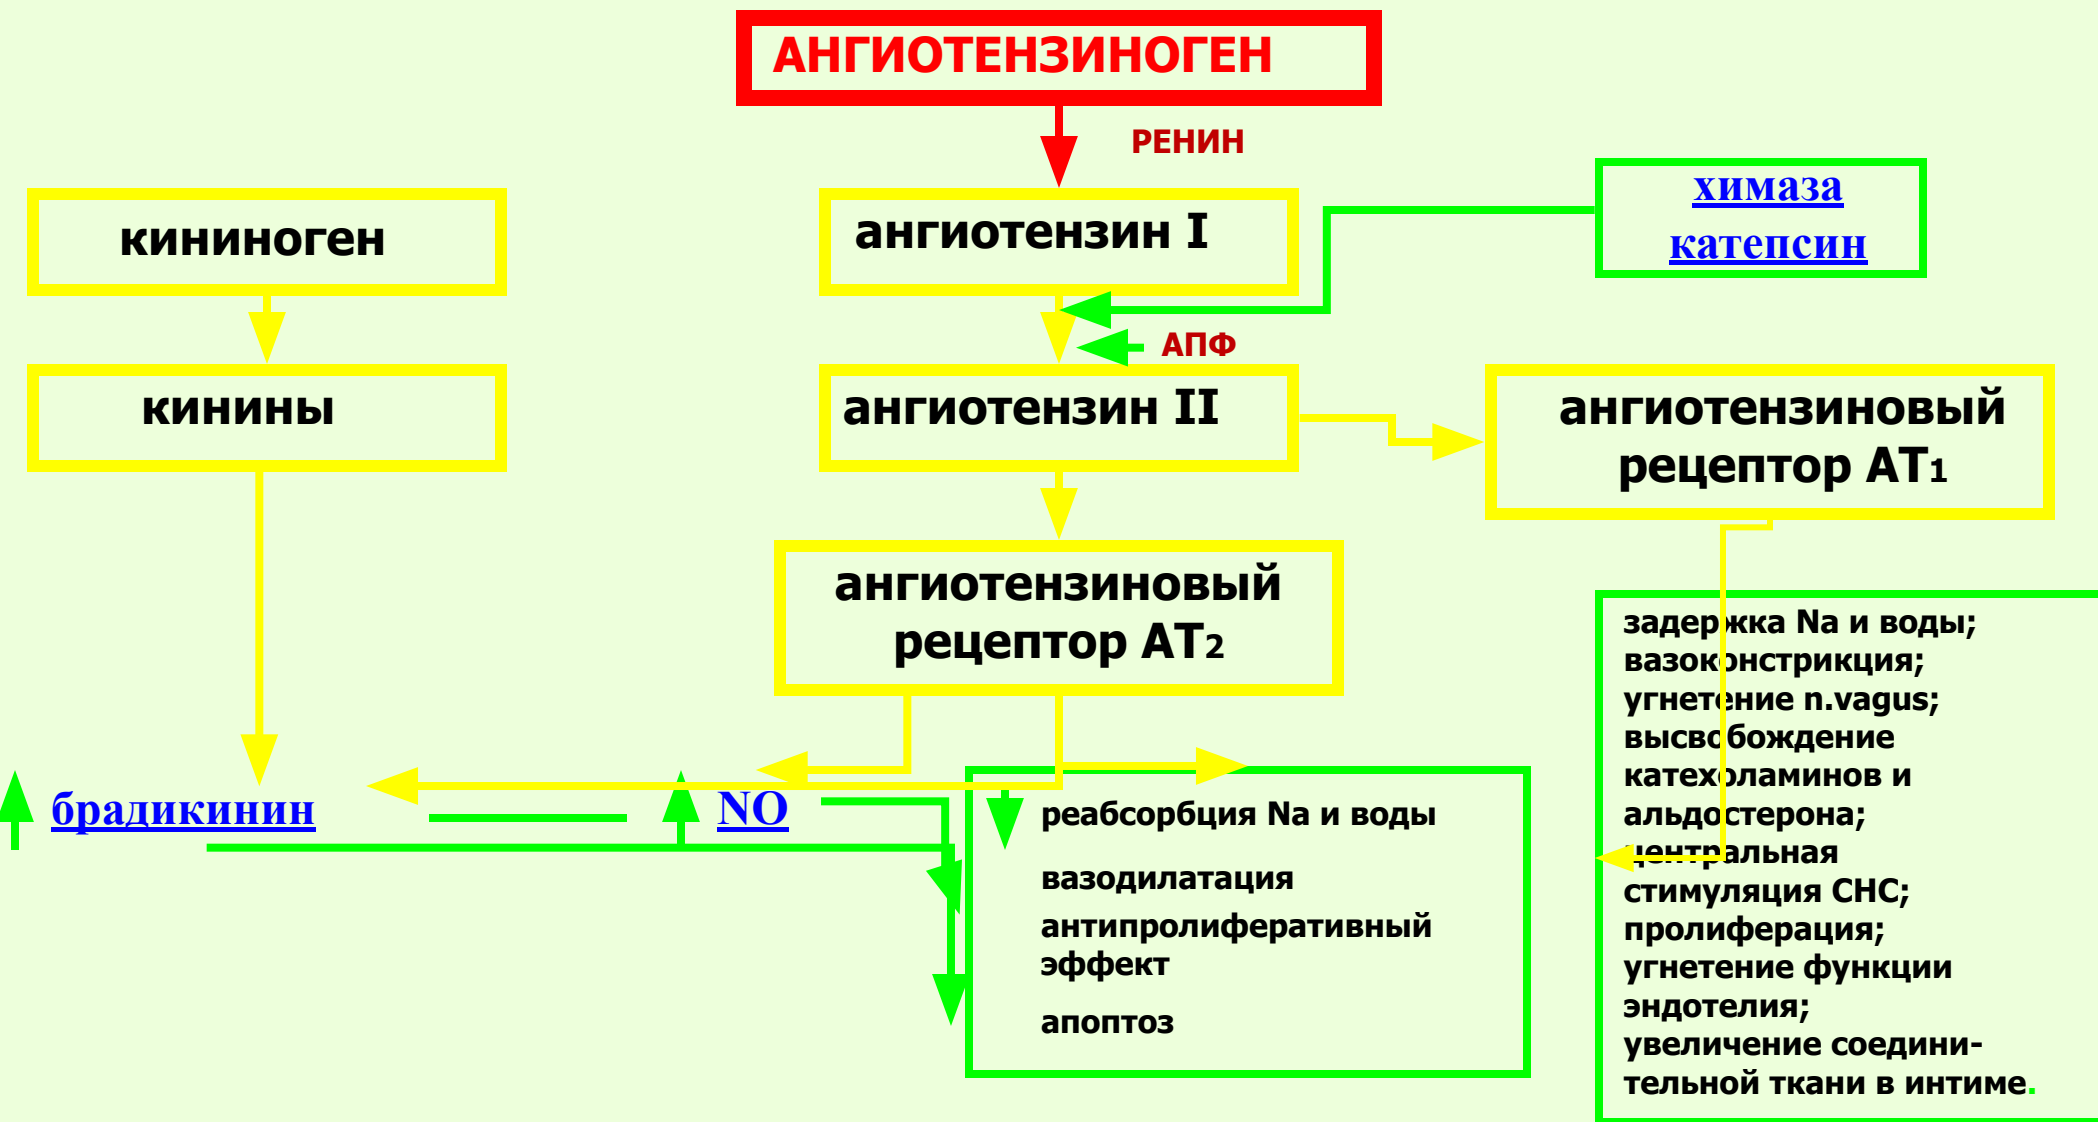 АНГИОТЕНЗИНОГЕН
РЕНИН
кининоген
ангиотензин I
химаза
катепсин
АПФ
кинины
ангиотензин II
ангиотензиновый
рецептор АТ1
ангиотензиновый
рецептор АТ2
брадикинин
NO
реабсорбция Na и воды
вазодилатация
антипролиферативный
эффект
апоптоз
задержка Na и воды;
вазоконстрикция;
угнетение n.vagus;
высвобождение
катехоламинов и
альдостерона;
центральная
стимуляция СНС;
пролиферация;
угнетение функции
эндотелия;
увеличение соедини-
тельной ткани в интиме.